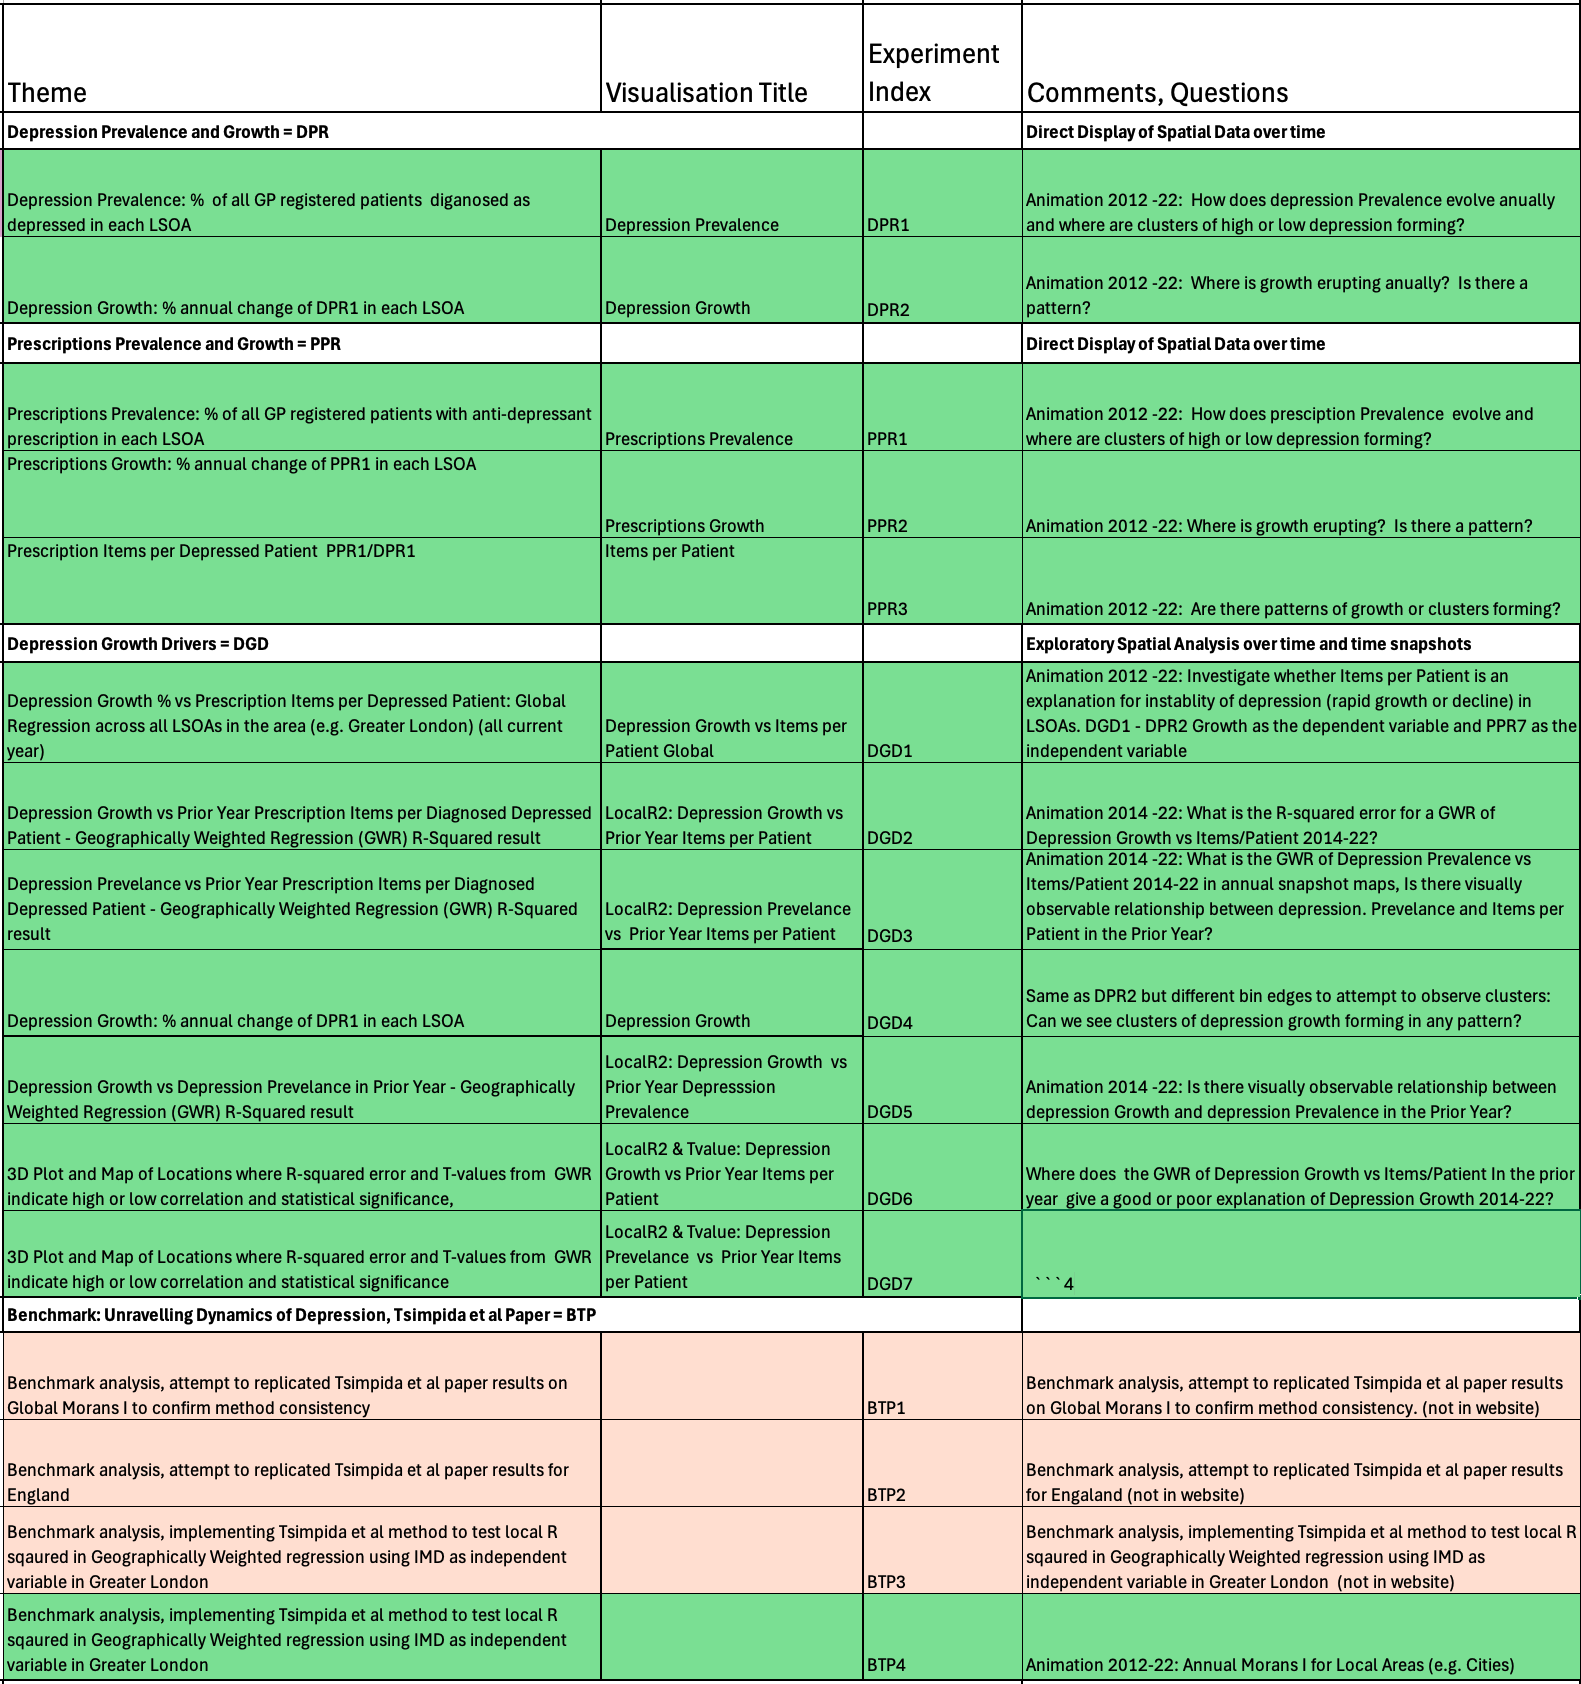 Theme
Visualisation Title
Experiment
Index
Comments, Questions
Depression Prevalence and Growth = DPR
Direct Display of Spatial Data over time
Depression Prevalence: %  of all GP registered patients  diganosed as
depressed in each LSOA
Depression Prevalence
DPR1
Animation 2012 -22:  How does depression Prevalence evolve anually
and where are clusters of high or low depression forming?
Depression Growth: % annual change of DPR1 in each LSOA
Depression Growth
DPR2
Animation 2012 -22:  Where is growth erupting anually?  Is there a
pattern?
Prescriptions Prevalence and Growth = PPR
Direct Display of Spatial Data over time
Prescriptions Prevalence: % of all GP registered patients with anti-depressant
prescription in each LSOA
Prescriptions Prevalence
PPR1
Animation 2012 -22:  How does presciption Prevalence  evolve and
where are clusters of high or low depression forming?
Prescriptions Growth: % annual change of PPR1 in each LSOA
Prescriptions Growth
PPR2
Animation 2012 -22: Where is growth erupting?  Is there a pattern?
Prescription Items per Depressed Patient  PPR1/DPR1
Items per Patient
PPR3
Animation 2012 -22:  Are there patterns of growth or clusters forming?
Depression Growth Drivers = DGD
Exploratory Spatial Analysis over time and time snapshots
Depression Growth % vs Prescription Items per Depressed Patient: Global
Regression across all LSOAs in the area (e.g. Greater London) (all current
year)
Depression Growth vs Items per
Patient Global
DGD1
Animation 2012 -22: Investigate whether Items per Patient is an
explanation for instablity of depression (rapid growth or decline) in
LSOAs. DGD1 - DPR2 Growth as the dependent variable and PPR7 as the
independent variable
Depression Growth vs Prior Year Prescription Items per Diagnosed Depressed
Patient - Geographically Weighted Regression (GWR) R-Squared result
LocalR2: Depression Growth vs
Prior Year Items per Patient
DGD2
Animation 2014 -22: What is the R-squared error for a GWR of
Depression Growth vs Items/Patient 2014-22?
Depression Prevelance vs Prior Year Prescription Items per Diagnosed
Depressed Patient - Geographically Weighted Regression (GWR) R-Squared
result
LocalR2: Depression Prevelance
vs  Prior Year Items per Patient
DGD3
Animation 2014 -22: What is the GWR of Depression Prevalence vs
Items/Patient 2014-22 in annual snapshot maps, Is there visually
observable relationship between depression. Prevelance and Items per
Patient in the Prior Year?
Depression Growth: % annual change of DPR1 in each LSOA
Depression Growth
DGD4
Same as DPR2 but different bin edges to attempt to observe clusters:
Can we see clusters of depression growth forming in any pattern?
Depression Growth vs Depression Prevelance in Prior Year - Geographically
Weighted Regression (GWR) R-Squared result
LocalR2: Depression Growth  vs
Prior Year Depresssion
Prevalence
DGD5
Animation 2014 -22: Is there visually observable relationship between
depression Growth and depression Prevalence in the Prior Year?
3D Plot and Map of Locations where R-squared error and T-values from  GWR
indicate high or low correlation and statistical significance,
LocalR2 & Tvalue: Depression
Growth vs Prior Year Items per
Patient
DGD6
Where does  the GWR of Depression Growth vs Items/Patient In the prior
year  give a good or poor explanation of Depression Growth 2014-22?
3D Plot and Map of Locations where R-squared error and T-values from  GWR
indicate high or low correlation and statistical significance
LocalR2 & Tvalue: Depression
Prevelance  vs  Prior Year Items
per Patient
DGD7
```4
Benchmark: Unravelling Dynamics of Depression, Tsimpida et al Paper = BTP
Benchmark analysis, attempt to replicated Tsimpida et al paper results on
Global Morans I to confirm method consistency
BTP1
Benchmark analysis, attempt to replicated Tsimpida et al paper results
on Global Morans I to confirm method consistency. (not in website)
Benchmark analysis, attempt to replicated Tsimpida et al paper results for
England
BTP2
Benchmark analysis, attempt to replicated Tsimpida et al paper results
for Engaland (not in website)
Benchmark analysis, implementing Tsimpida et al method to test local R
sqaured in Geographically Weighted regression using IMD as independent
variable in Greater London
BTP3
Benchmark analysis, implementing Tsimpida et al method to test local R
sqaured in Geographically Weighted regression using IMD as
independent variable in Greater London  (not in website)
Benchmark analysis, implementing Tsimpida et al method to test local R
sqaured in Geographically Weighted regression using IMD as independent
variable in Greater London
BTP4
Animation 2012-22: Annual Morans I for Local Areas (e.g. Cities)